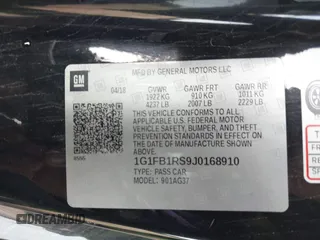 GM
MFD BY GENERAL MOTORS LLC
04/18
GVWR GAWR FRT GAWR RR
1922 KG 910 KG 1011 KG
4237 LB 2007 LB 2229 LB
THIS VEHICLE CONFORMS TO ALL
APPLICABLE U.S. FEDERAL MOTOR
VEHICLE SAFETY, BUMPER, AND THEFT
PREVENTION STANDARDS IN EFFECT
ON THE DATE OF MANUFACTURE
SHOWN ABOVE.
1G1FB1RS9J0168910
TYPE: PASS CAR
MODEL: 901AG37
© DREAMBID